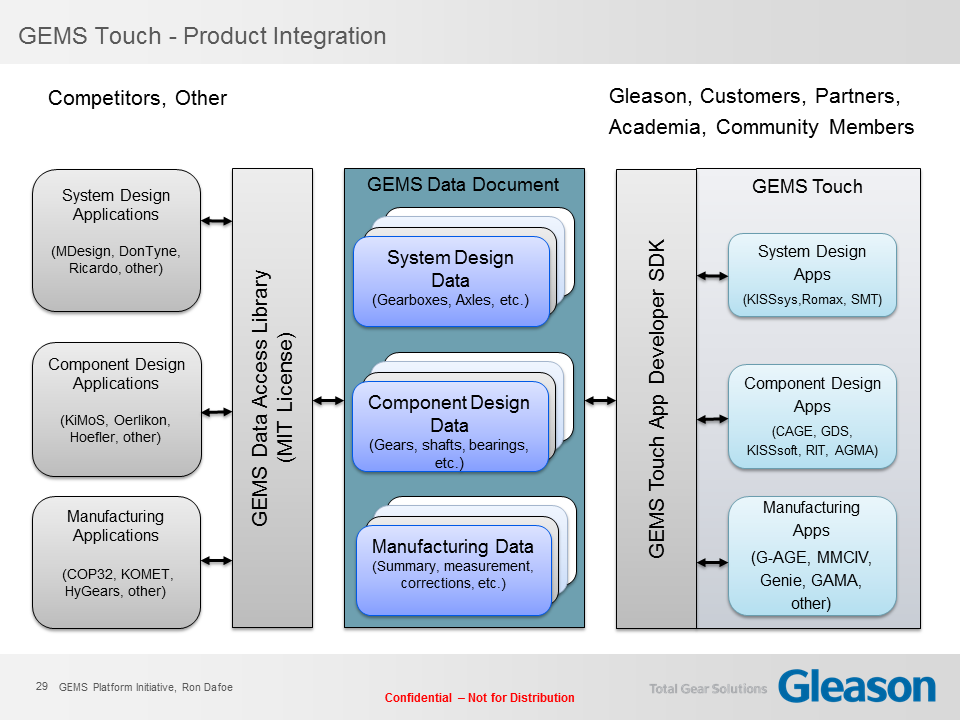 GEMS Touch - Product Integration
Competitors, Other
Gleason, Customers, Partners,
Academia, Community Members
System Design
Applications
(MDesign, DonTyne,
Ricardo, other)
Component Design
Applications
(KiMoS, Oerlikon,
Hoefler, other)
Manufacturing
Applications
(COP32, KOMET,
HyGears, other)
GEMS Data Access Library
(MIT License)
GEMS Data Document
System Design
Data
(Gearboxes, Axles, etc.)
Component Design
Data
(Gears, shafts, bearings,
etc.)
Manufacturing Data
(Summary, measurement,
corrections, etc.)
GEMS Touch App Developer SDK
GEMS Touch
System Design
Apps
(KISSsys,Romax, SMT)
Component Design
Apps
(CAGE, GDS,
KISSsoft, RIT, AGMA)
Manufacturing
Apps
(G-AGE, MMCIV,
Genie, GAMA,
other)
29 GEMS Platform Initiative, Ron Dafoe
Confidential – Not for Distribution
Total Gear Solutions
Gleason